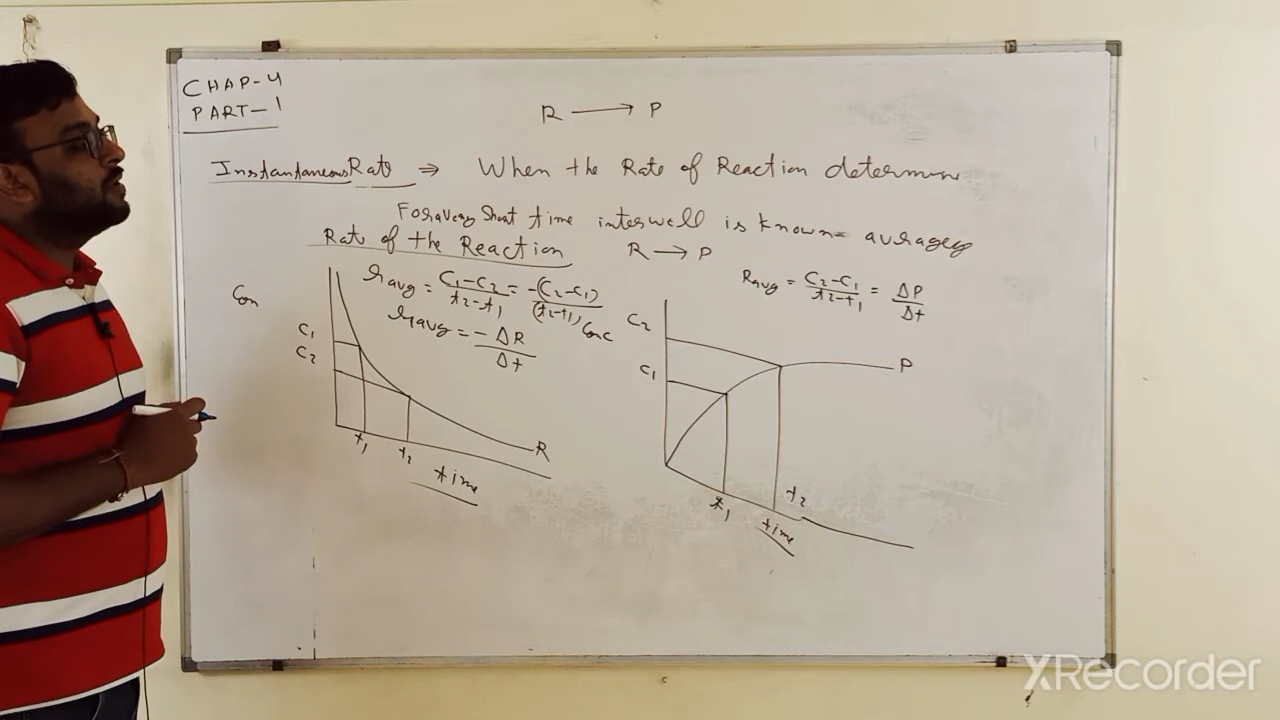 CHAP-4
PART-1
R ⟶ P
Instantaneous Rate ⇒ When the Rate of Reaction determine
For a very Short time interwell is known averagey
Rate of the Reaction R → P
ravg = C1-C2/t2-t1 = -(C2-C1)/(t2-t1)
ravg = -ΔR/Δt
Con
C1
C2
t1
t2
time
R
Ravg = C2-C1/t2-t1 = ΔP/Δt
Conc
C2
C1
P
t1
t2
time
XRecorder